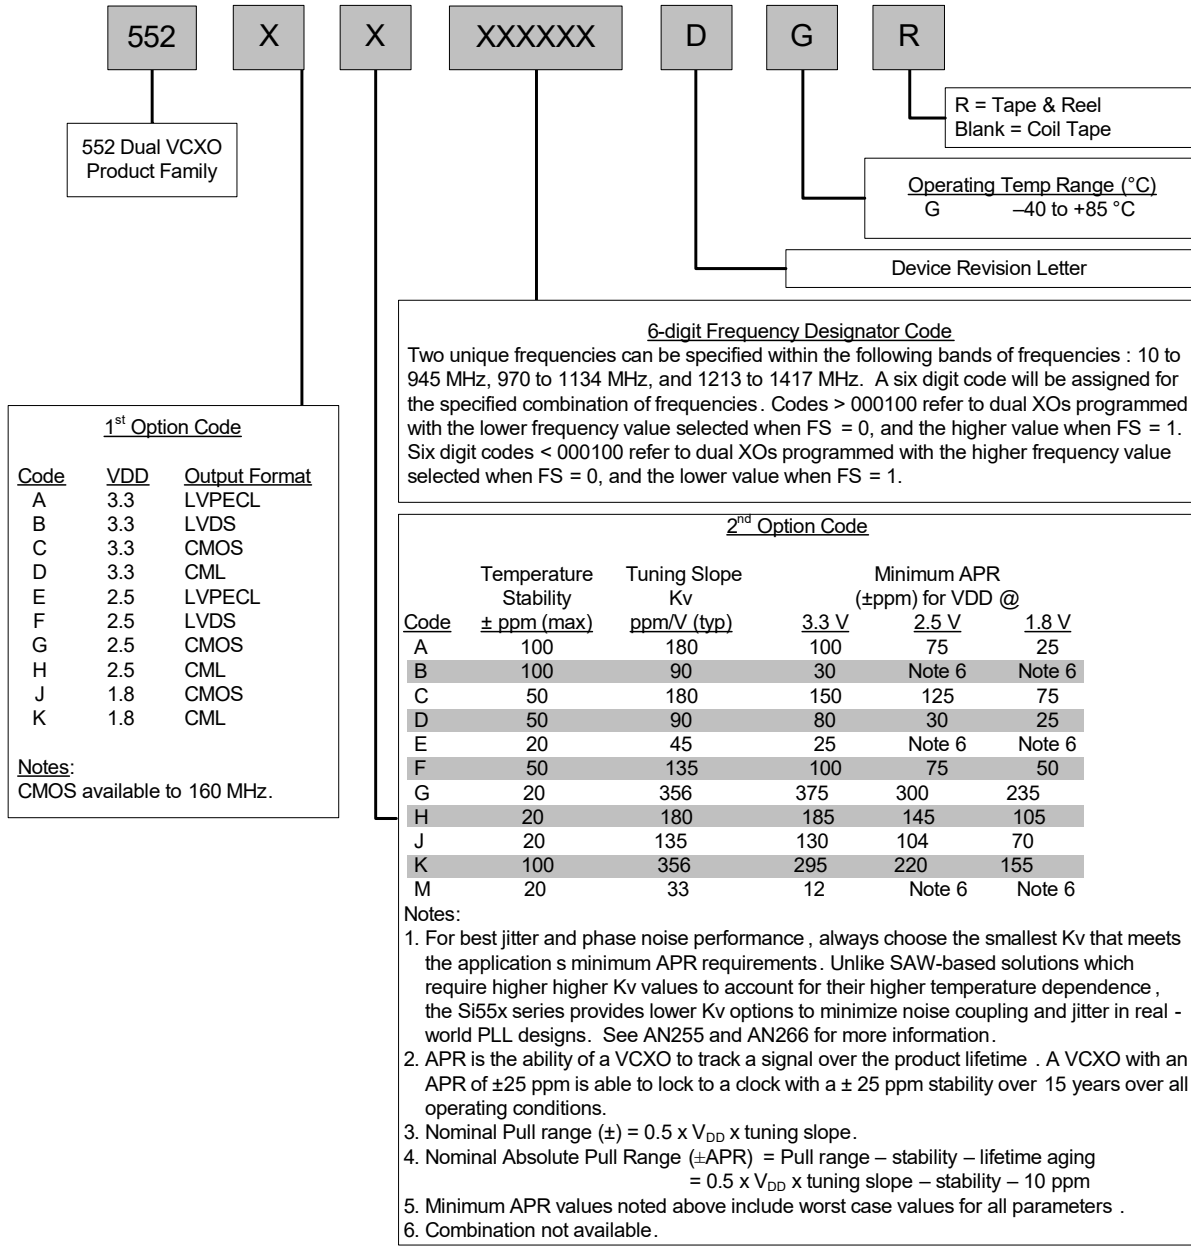 552 X X XXXXXX D G R
R = Tape & Reel
Blank = Coil Tape
552 Dual VCXO
Product Family
Operating Temp Range (°C)
G –40 to +85 °C
Device Revision Letter
6-digit Frequency Designator Code
Two unique frequencies can be specified within the following bands of frequencies : 10 to
945 MHz, 970 to 1134 MHz, and 1213 to 1417 MHz. A six digit code will be assigned for
the specified combination of frequencies. Codes > 000100 refer to dual XOs programmed
with the lower frequency value selected when FS = 0, and the higher value when FS = 1.
Six digit codes < 000100 refer to dual XOs programmed with the higher frequency value
selected when FS = 0, and the lower value when FS = 1.
1st Option Code
Code VDD Output Format
A 3.3 LVPECL
B 3.3 LVDS
C 3.3 CMOS
D 3.3 CML
E 2.5 LVPECL
F 2.5 LVDS
G 2.5 CMOS
H 2.5 CML
J 1.8 CMOS
K 1.8 CML
Notes:
CMOS available to 160 MHz.
2nd Option Code
Temperature Tuning Slope Minimum APR
Stability Kv (±ppm) for VDD @
Code ± ppm (max) ppm/V (typ) 3.3 V 2.5 V 1.8 V
A 100 180 100 75 25
B 100 90 30 Note 6 Note 6
C 50 180 150 125 75
D 50 90 80 30 25
E 20 45 25 Note 6 Note 6
F 50 135 100 75 50
G 20 356 375 300 235
H 20 180 185 145 105
J 20 135 130 104 70
K 100 356 295 220 155
M 20 33 12 Note 6 Note 6
Notes:
1. For best jitter and phase noise performance , always choose the smallest Kv that meets
the application s minimum APR requirements. Unlike SAW-based solutions which
require higher higher Kv values to account for their higher temperature dependence ,
the Si55x series provides lower Kv options to minimize noise coupling and jitter in real -
world PLL designs. See AN255 and AN266 for more information.
2. APR is the ability of a VCXO to track a signal over the product lifetime . A VCXO with an
APR of ±25 ppm is able to lock to a clock with a ± 25 ppm stability over 15 years over all
operating conditions.
3. Nominal Pull range (±) = 0.5 x VDD x tuning slope.
4. Nominal Absolute Pull Range (±APR) = Pull range – stability – lifetime aging
= 0.5 x VDD x tuning slope – stability – 10 ppm
5. Minimum APR values noted above include worst case values for all parameters .
6. Combination not available.